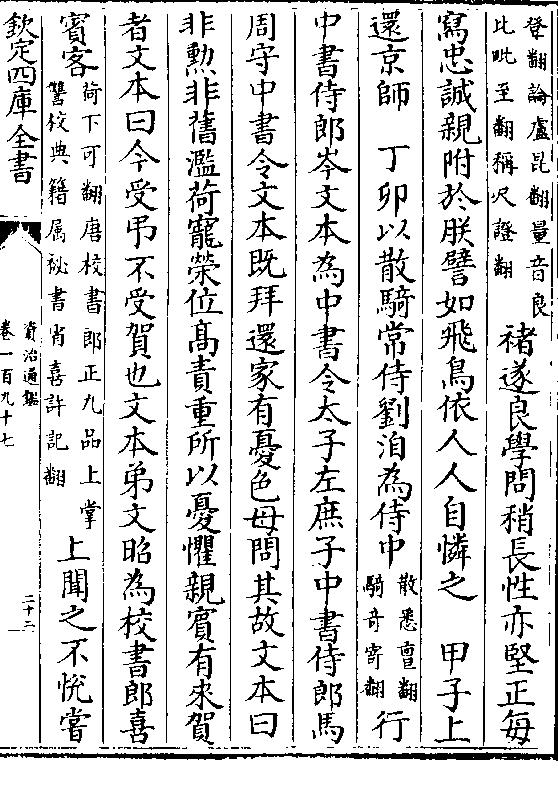 登翻論盧昆翻量音良
比毗至翻稱尺證翻
褚遂良學問稍長性亦堅正每
寫忠誠親附於朕譬如飛鳥依人人自憐之　甲子上
還京師　丁卯以散騎常侍劉洎為侍中
散悉亶翻
騎奇寄翻
行
中書侍郎岑文本為中書令太子左庶子中書侍郎馬
周守中書令文本既拜還家有憂色母問其故文本曰
非勲非舊濫荷寵榮位髙責重所以憂懼親賓有來賀
者文本曰今受弔不受賀也文本弟文昭為校書郎喜
賓客
荷下可翻唐校書郎正九品上掌
讐校典籍属袐書省喜許記翻
上聞之不悦嘗
欽定四庫全書
資治通鑑
卷一百九十七
二十二